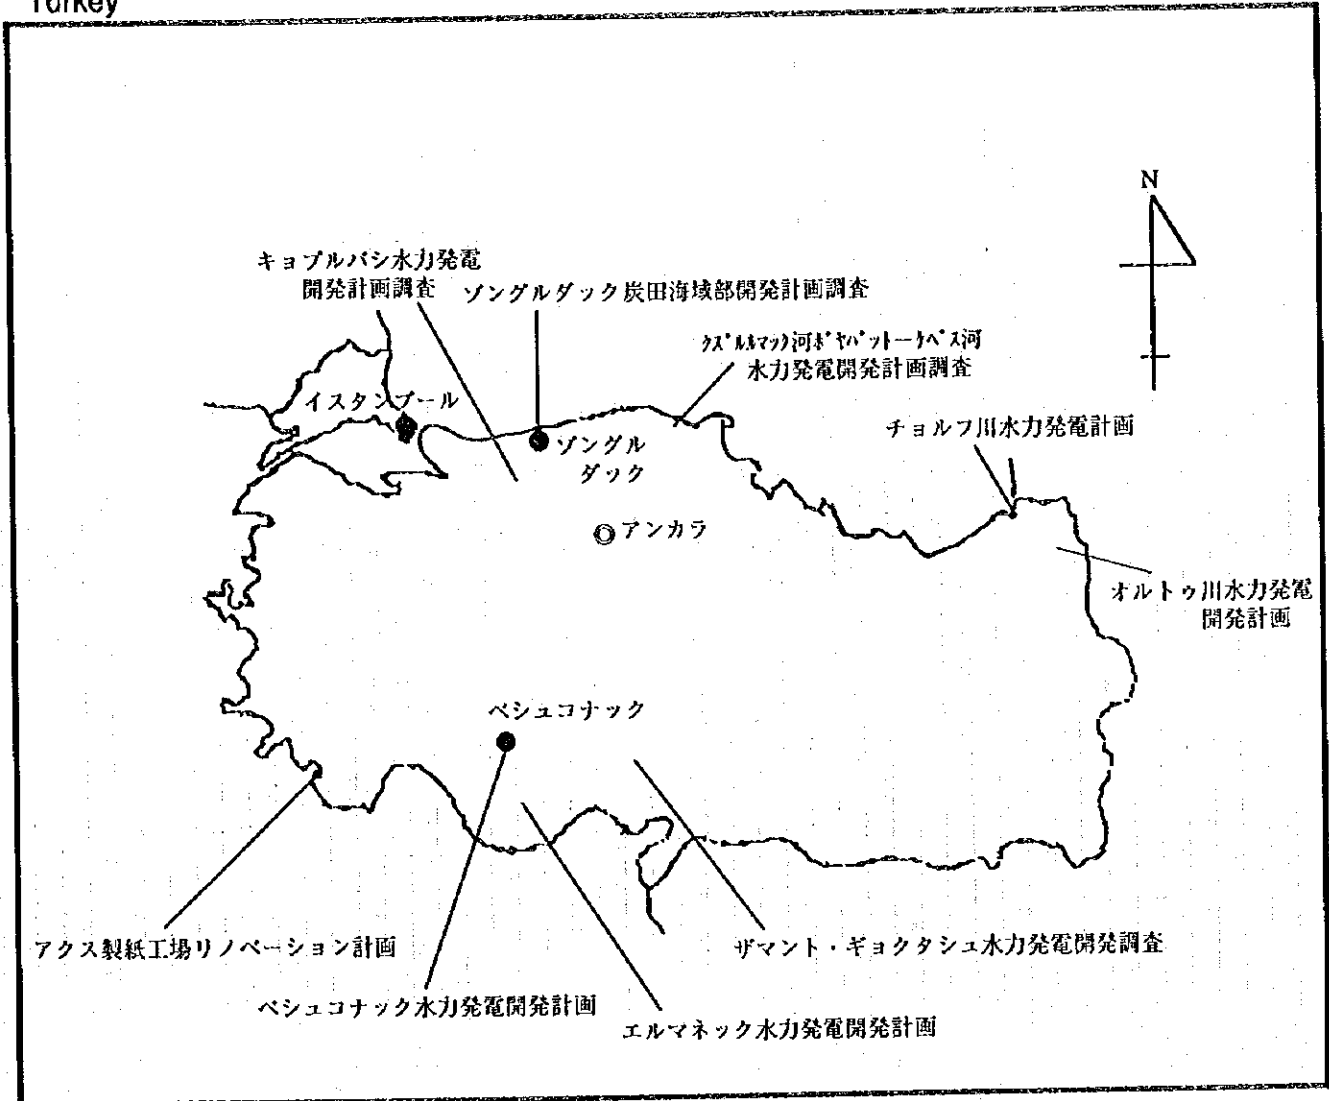 Turkey
N
キョプルバシ水力発電
開発計画調査
ゾングルダック炭田海域部開発計画調査
クズルルマック河ボヤバットーケペス河
水力発電開発計画調査
イスタンブール
チョルフ川水力発電計画
ゾングル
ダック
アンカラ
オルトゥ川水力発電
開発計画
ベシュコナック
アクス製紙工場リノベーション計画
ザマント・ギョクタシュ水力発電開発調査
ベシュコナック水力発電開発計画
エルマネック水力発電開発計画